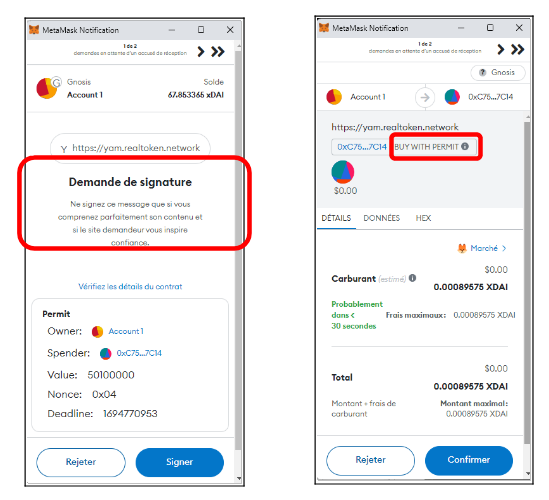 MetaMask Notification
1 de 2
demandes en attente d'un accusé de réception
Gnosis
Account 1
Solde
67.853365 xDAI
https://yam.realtoken.network
Demande de signature
Ne signez ce message que si vous
comprenez parfaitement son contenu et
si le site demandeur vous inspire
confiance.
Vérifiez les détails du contrat
Permit
Owner: Account 1
Spender: 0xC75...7C14
Value: 50100000
Nonce: 0x04
Deadline: 1694770953
Rejeter
Signer
MetaMask Notification
1 de 2
demandes en attente d'un accusé de réception
Gnosis
Account 1
0xC75...7C14
https://yam.realtoken.network
0xC75...7C14 BUY WITH PERMIT
$0.00
DÉTAILS DONNÉES HEX
Marché >
$0.00
Carburant (estimé) 0.00089575 XDAI
Probablement
dans <
30 secondes
Frais maximaux: 0.00089575 XDAI
$0.00
Total
0.00089575 XDAI
Montant + frais de
carburant
Montant maximal:
0.00089575 XDAI
Rejeter
Confirmer